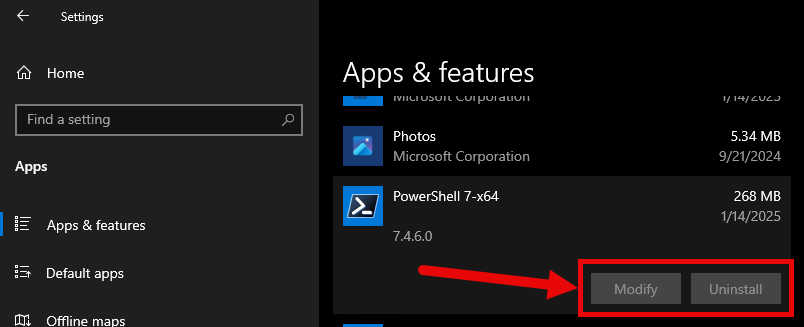 Settings
Home
Find a setting
Apps
Apps & features
Default apps
Offline maps
Apps & features
Microsoft Corporation 1/14/2025
Photos 5.34 MB
Microsoft Corporation 9/21/2024
PowerShell 7-x64 268 MB
1/14/2025
7.4.6.0
Modify Uninstall